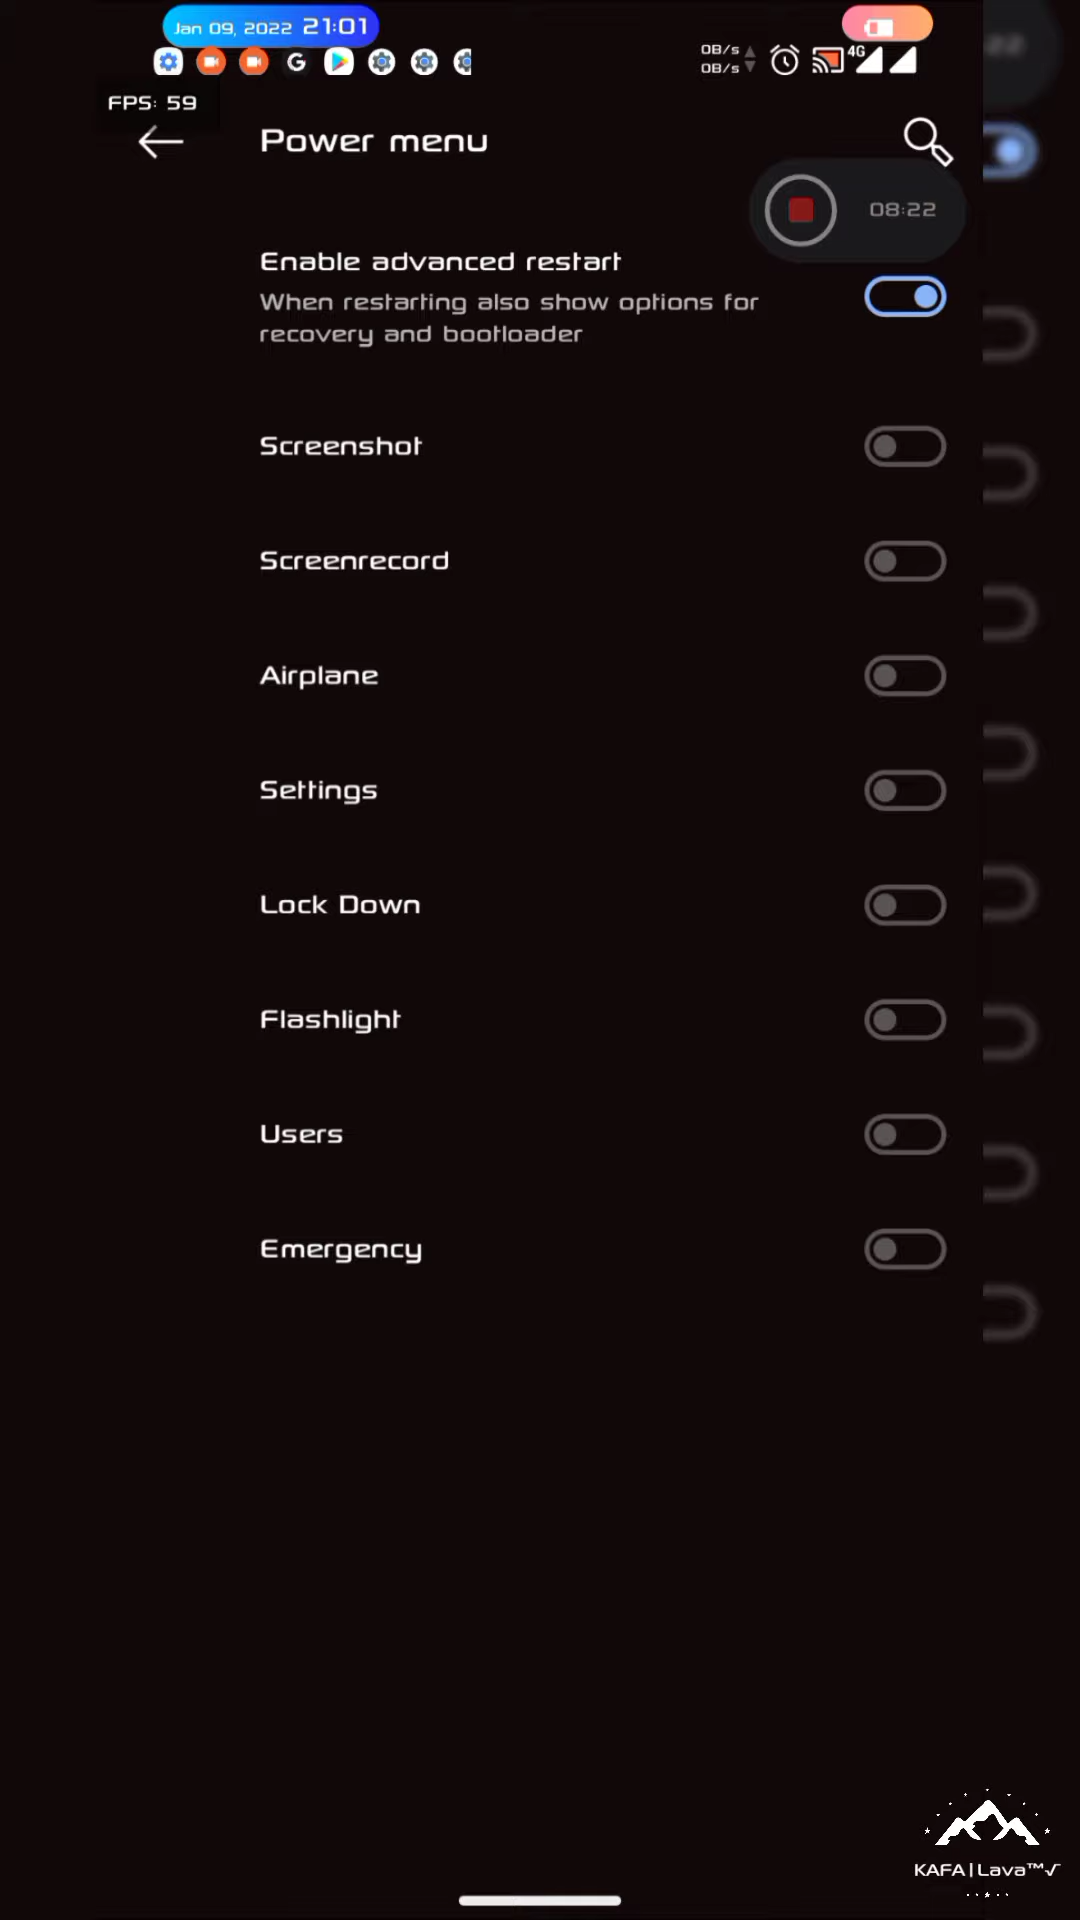 Jan 09, 2022 21:01
0B/s
0B/s
4G
FPS: 59
Power menu
08:22
Enable advanced restart
When restarting also show options for
recovery and bootloader
Screenshot
Screenrecord
Airplane
Settings
Lock Down
Flashlight
Users
Emergency
KAFA|Lava™√